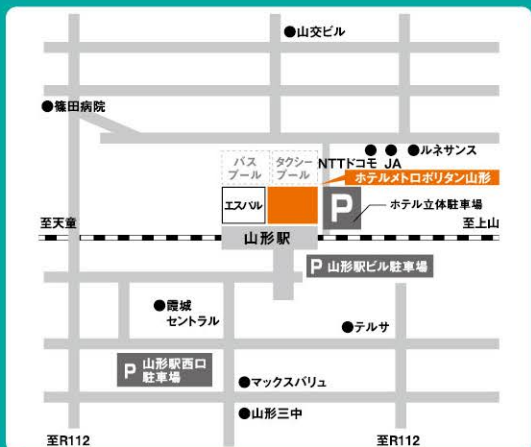 ●山交ビル
●篠田病院
バス
プール
タクシー
プール
NTTドコモ JA
●ルネサンス
ホテルメトロポリタン山形
エスパル
P
ホテル立体駐車場
至天童
至上山
山形駅
P 山形駅ビル駐車場
●霞城
セントラル
●テルサ
P 山形駅西口
駐車場
●マックスバリュ
●山形三中
至R112
至R112